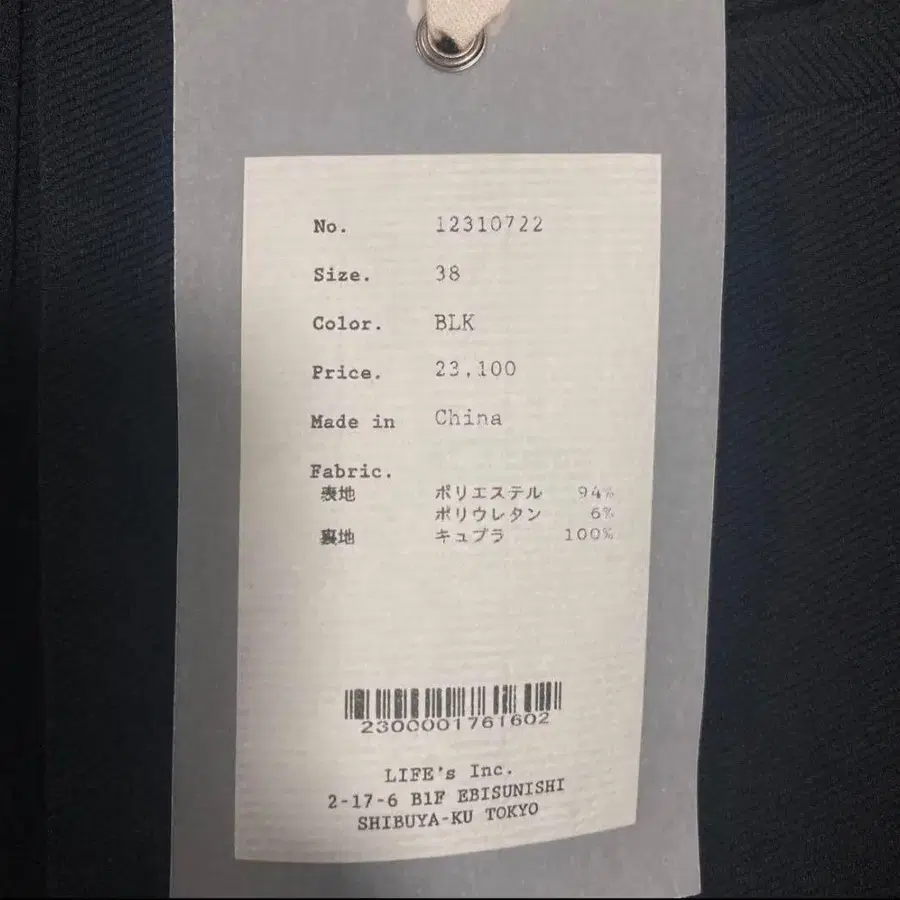 No. 12310722
Size. 38
Color. BLK
Price. 23,100
Made in China
Fabric.
表地 ポリエステル 94%
ポリウレタン 6%
裏地 キュプラ 100%
2300001761602
LIFE's Inc.
2-17-6 B1F EBISUNISHI
SHIBUYA-KU TOKYO